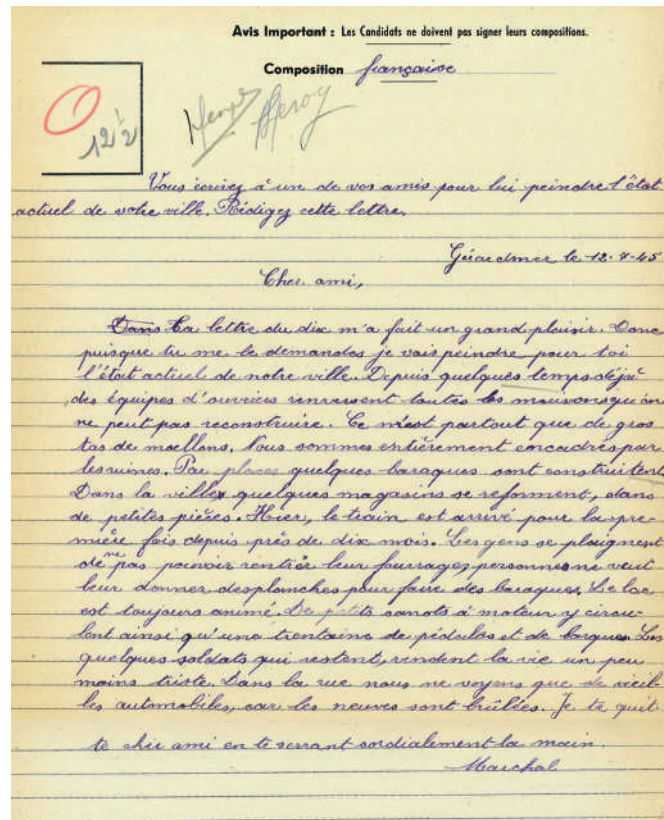 Avis Important : Les Candidats ne doivent pas signer leurs compositions.
Composition française
0
12 1/2
Heroy
Vous écrivez à un de vos amis pour lui peindre l'état
actuel de votre ville. Rédigez cette lettre.
Gérardmer le 12-7-45
Cher ami,
Dans Ta lettre du dix m'a fait un grand plaisir. Donc
puisque tu me le demandes je vais peindre pour toi
l'état actuel de notre ville. Depuis quelques temps déjà
des équipes d'ouvriers renversent toutes les maisons qu'on
ne peut pas reconstruire. Ce n'est partout que de gros
tas de moellons. Nous sommes entièrement encadrés par
les ruines. Par places quelques baraques sont construitent
Dans la ville quelques magasins se reforment, dans
de petites pièces. Hier, le train est arrivé pour la pre-
mière fois depuis près de dix mois. Les gens se plaignent
de ne pas pouvoir rentrer leur fourrage, personne ne veut
leur donner des planches pour faire des baraques. Le lac
est toujours animé. De petits canots à moteur y circu-
lent ainsi qu'une trentaine de pédalos et de barques. Les
quelques soldats qui restent, rendent la vie un peu
moins triste. Dans la rue nous ne voyons que de vieil-
les automobiles, car les neuves sont brûlées. Je te quit-
te cher ami en te serrant cordialement la main.
Marchal